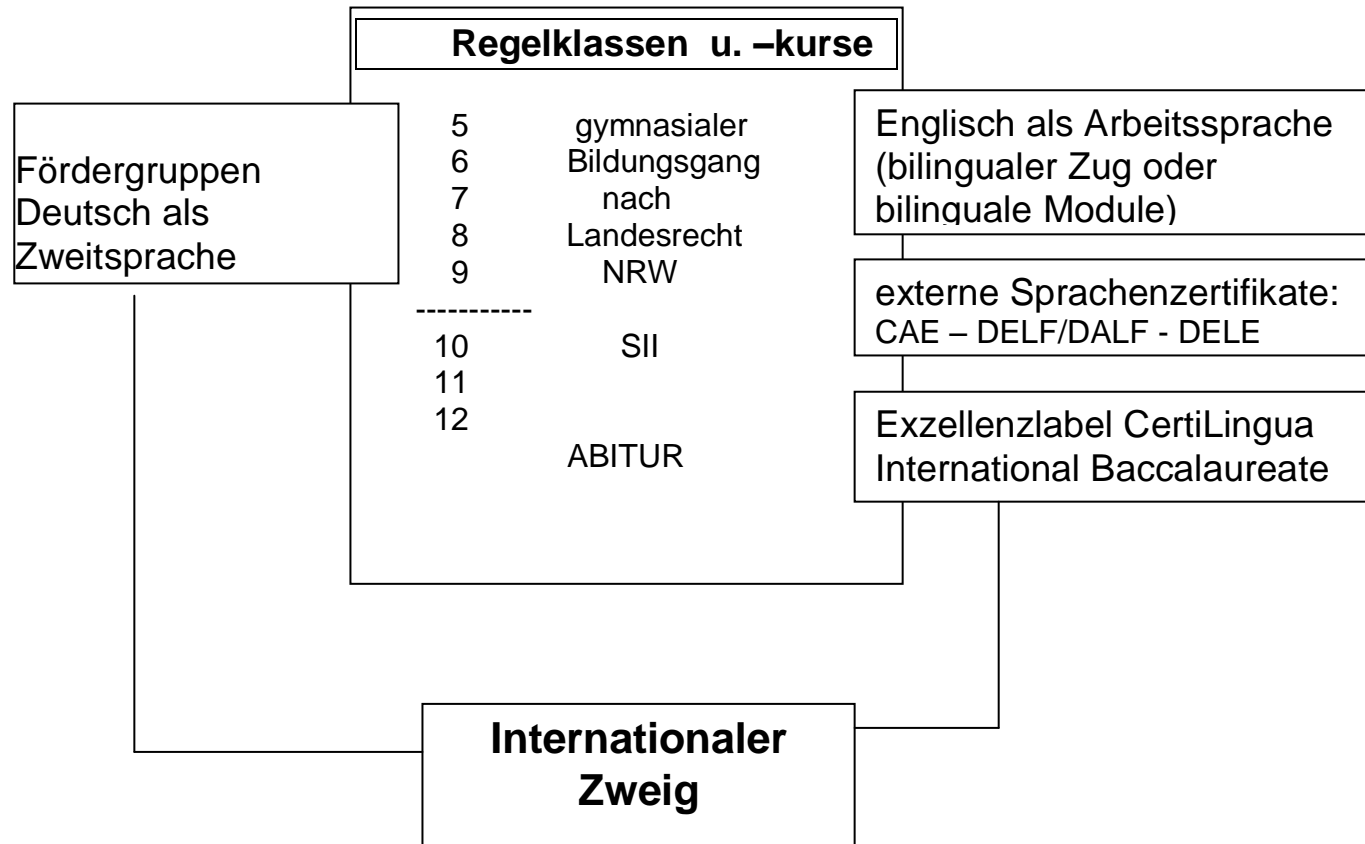 Regelklassen u. –kurse
Fördergruppen
Deutsch als
Zweitsprache
5 gymnasialer
6 Bildungsgang
7 nach
8 Landesrecht
9 NRW
-----------
10 SII
11
12
ABITUR
Englisch als Arbeitssprache
(bilingualer Zug oder
bilinguale Module)
externe Sprachenzertifikate:
CAE – DELF/DALF - DELE
Exzellenzlabel CertiLingua
International Baccalaureate
Internationaler
Zweig